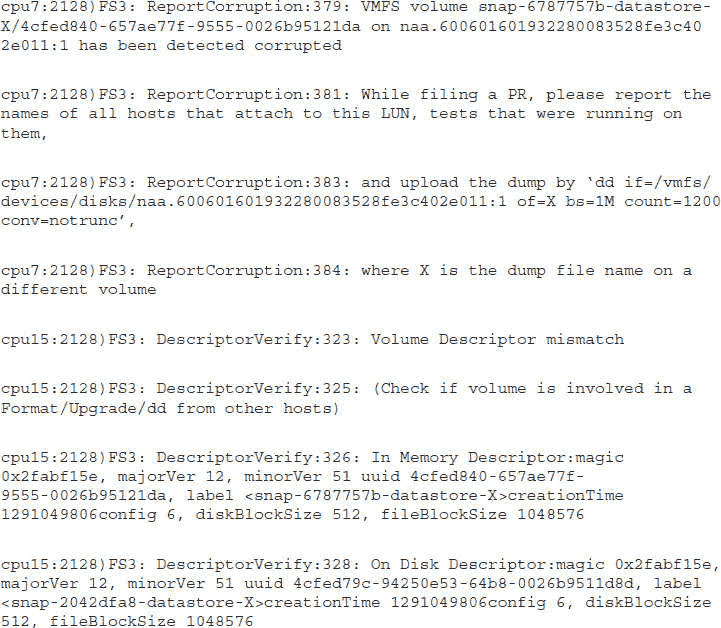 cpu7:2128)FS3: ReportCorruption:379: VMFS volume snap-6787757b-datastore-
X/4cfed840-657ae77f-9555-0026b95121da on naa.600601601932280083528fe3c40
2e011:1 has been detected corrupted
cpu7:2128)FS3: ReportCorruption:381: While filing a PR, please report the
names of all hosts that attach to this LUN, tests that were running on
them,
cpu7:2128)FS3: ReportCorruption:383: and upload the dump by ‘dd if=/vmfs/
devices/disks/naa.600601601932280083528fe3c402e011:1 of=X bs=1M count=1200
conv=notrunc’,
cpu7:2128)FS3: ReportCorruption:384: where X is the dump file name on a
different volume
cpu15:2128)FS3: DescriptorVerify:323: Volume Descriptor mismatch
cpu15:2128)FS3: DescriptorVerify:325: (Check if volume is involved in a
Format/Upgrade/dd from other hosts)
cpu15:2128)FS3: DescriptorVerify:326: In Memory Descriptor:magic
0x2fabf15e, majorVer 12, minorVer 51 uuid 4cfed840-657ae77f-
9555-0026b95121da, label <snap-6787757b-datastore-X>creationTime
1291049806config 6, diskBlockSize 512, fileBlockSize 1048576
cpu15:2128)FS3: DescriptorVerify:328: On Disk Descriptor:magic 0x2fabf15e,
majorVer 12, minorVer 51 uuid 4cfed79c-94250e53-64b8-0026b9511d8d, label
<snap-2042dfa8-datastore-X>creationTime 1291049806config 6, diskBlockSize
512, fileBlockSize 1048576